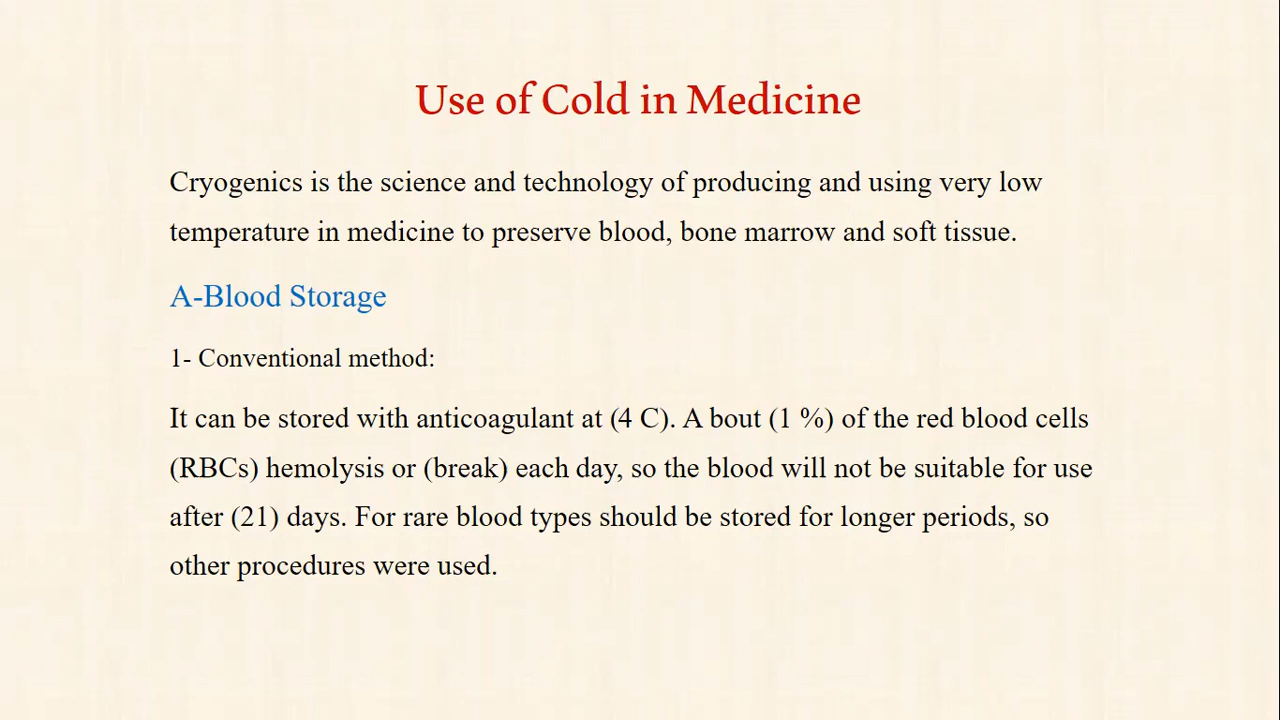 Use of Cold in Medicine
Cryogenics is the science and technology of producing and using very low
temperature in medicine to preserve blood, bone marrow and soft tissue.
A-Blood Storage
1- Conventional method:
It can be stored with anticoagulant at (4 C). A bout (1 %) of the red blood cells
(RBCs) hemolysis or (break) each day, so the blood will not be suitable for use
after (21) days. For rare blood types should be stored for longer periods, so
other procedures were used.